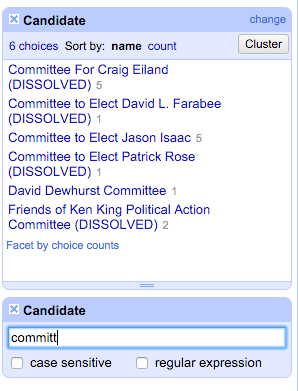 Candidate change
6 choices Sort by: name count Cluster
Committee For Craig Eiland
(DISSOLVED) 5
Committee to Elect David L. Farabee
(DISSOLVED) 1
Committee to Elect Jason Isaac 5
Committee to Elect Patrick Rose
(DISSOLVED) 1
David Dewhurst Committee 1
Friends of Ken King Political Action
Committee (DISSOLVED) 2
Facet by choice counts
Candidate
committ
case sensitive regular expression